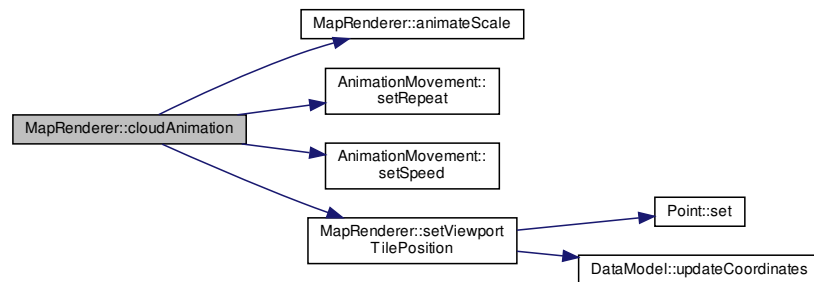 MapRenderer::animateScale
AnimationMovement::
setRepeat
MapRenderer::cloudAnimation
AnimationMovement::
setSpeed
MapRenderer::setViewport
TilePosition
Point::set
DataModel::updateCoordinates